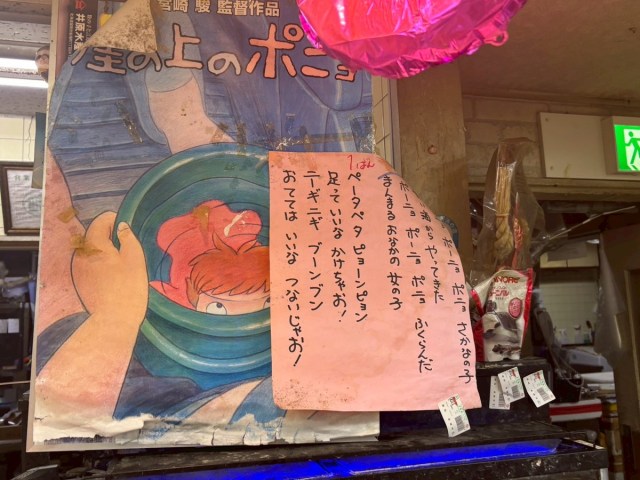 宮崎 駿 監督作品
崖の上のポニョ
1ばん
ポーニョ ポーニョ ポニョ さかなの子
青い海からやってきた
ポーニョ ポーニョ ポニョ ふくらんだ
まんまるおなかの女の子
ペータペタ ピョーンピョン
足っていいな かけちゃお!
ニーギニギ ブーンブン
おててはいいな つないじゃお!